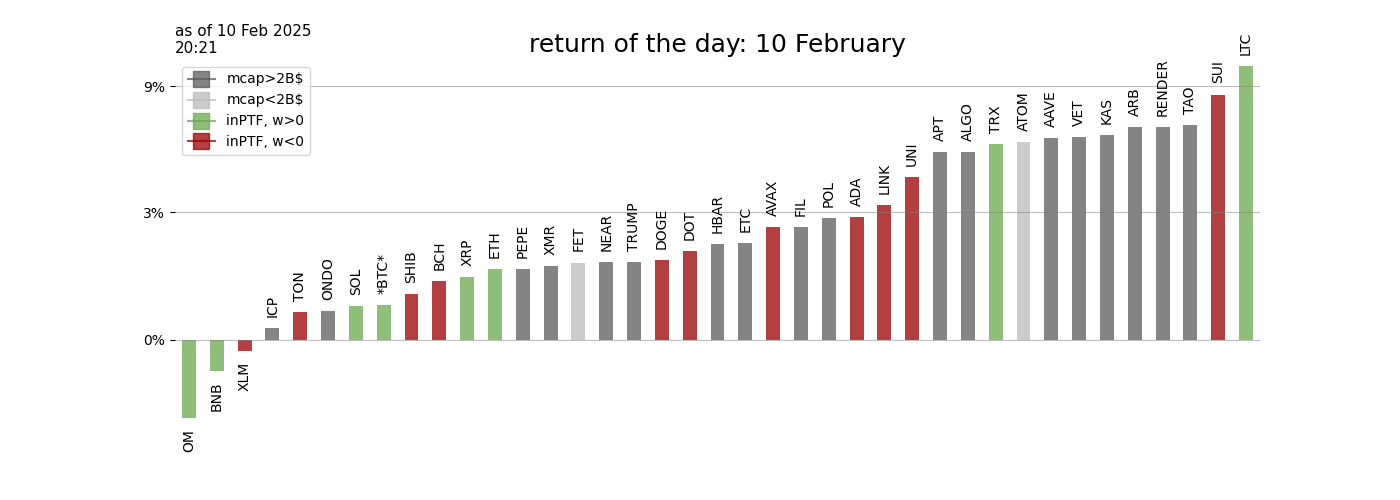 as of 10 Feb 2025
20:21
return of the day: 10 February
mcap>2B$
mcap<2B$
inPTF, w>0
inPTF, w<0
9%
3%
0%
OM
BNB
XLM
ICP
TON
ONDO
SOL
*BTC*
SHIB
BCH
XRP
ETH
PEPE
XMR
FET
NEAR
TRUMP
DOGE
DOT
HBAR
ETC
AVAX
FIL
POL
ADA
LINK
UNI
APT
ALGO
TRX
ATOM
AAVE
VET
KAS
ARB
RENDER
TAO
SUI
LTC